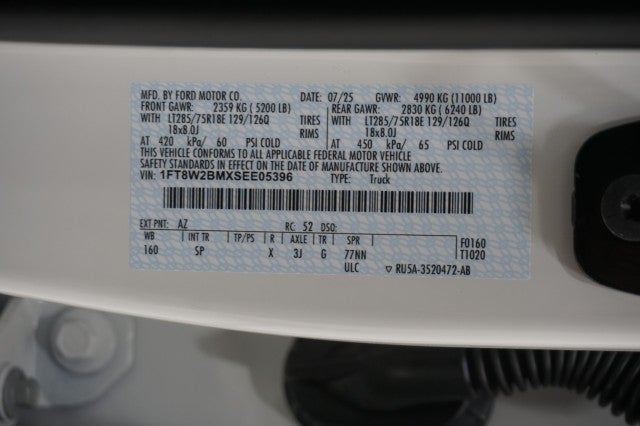 MFD. BY FORD MOTOR CO. 07/25 GVWR: 4990 KG (11000 LB)
FRONT GAWR: 2359 KG ( 5200 LB) REAR GAWR: 2830 KG ( 6240 LB)
WITH LT285/75R18E 129/126Q TIRES WITH LT285/75R18E 129/126Q TIRES
18x8.0J RIMS 18x8.0J RIMS
AT 420 kPa/ 60 PSI COLD AT 450 kPa/ 65 PSI COLD
THIS VEHICLE CONFORMS TO ALL APPLICABLE FEDERAL MOTOR VEHICLE
SAFETY STANDARDS IN EFFECT ON THE DATE OF MANUFACTURE SHOWN ABOVE.
VIN: 1FT8W2BMXSEE05396 TYPE: Truck
EXT PNT: AZ RC: 52 DSO:
WB INT TR TP/PS R AXLE TR SPR F0160
160 SP X 3J G 77NN T1020
ULC ▽ RU5A-3520472-AB